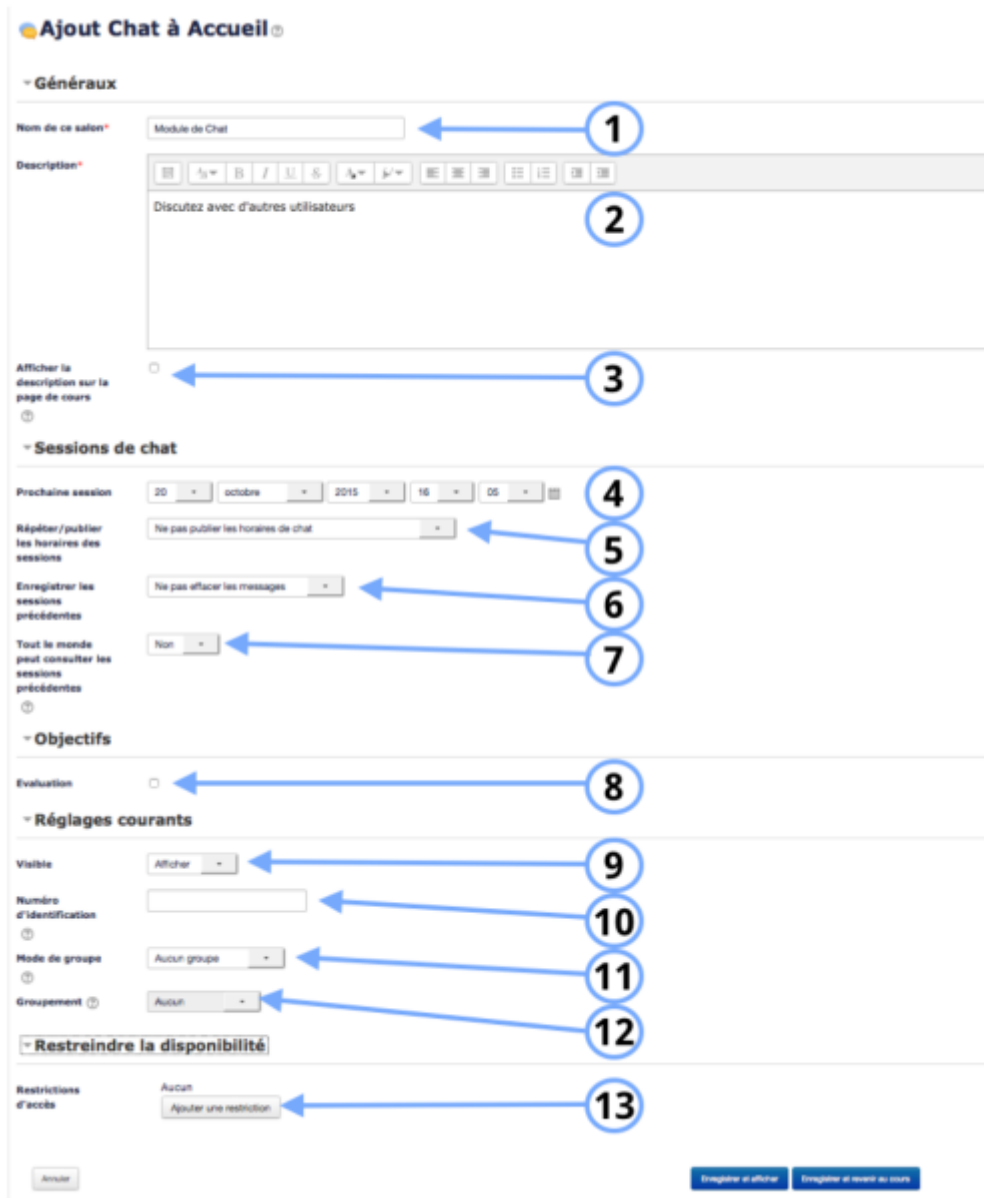 Ajout Chat à Accueil
Généraux
Nom de ce salon*
Module de Chat
1
Description*
B I U S
Discutez avec d'autres utilisateurs
2
Afficher la
description sur la
page de cours
3
Sessions de chat
Prochaine session
20 octobre 2015 16 05
4
Répéter/publier
les horaires des
sessions
Ne pas publier les horaires de chat
5
Enregistrer les
sessions
précédentes
Ne pas effacer les messages
6
Tout le monde
peut consulter les
sessions
précédentes
Non
7
Objectifs
Evaluation
8
Réglages courants
Visible
Afficher
9
Numéro
d'identification
10
Mode de groupe
Aucun groupe
11
Groupement
Aucun
12
Restreindre la disponibilité
Restrictions
d'accès
Aucun
Ajouter une restriction
13
Annuler
Enregistrer et afficher
Enregistrer et revenir au cours